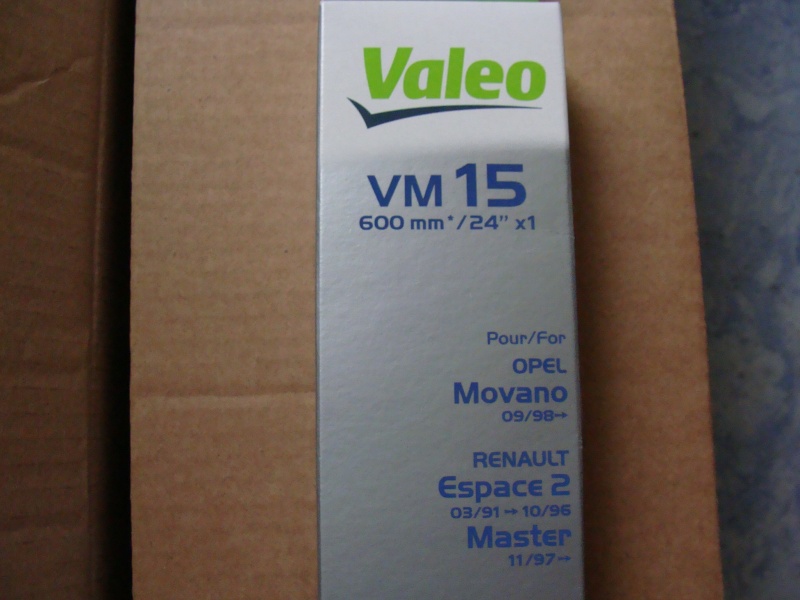 Valeo
VM 15
600 mm*/24" x1
Pour/For
OPEL
Movano
09/98→
RENAULT
Espace 2
03/91→10/96
Master
11/97→